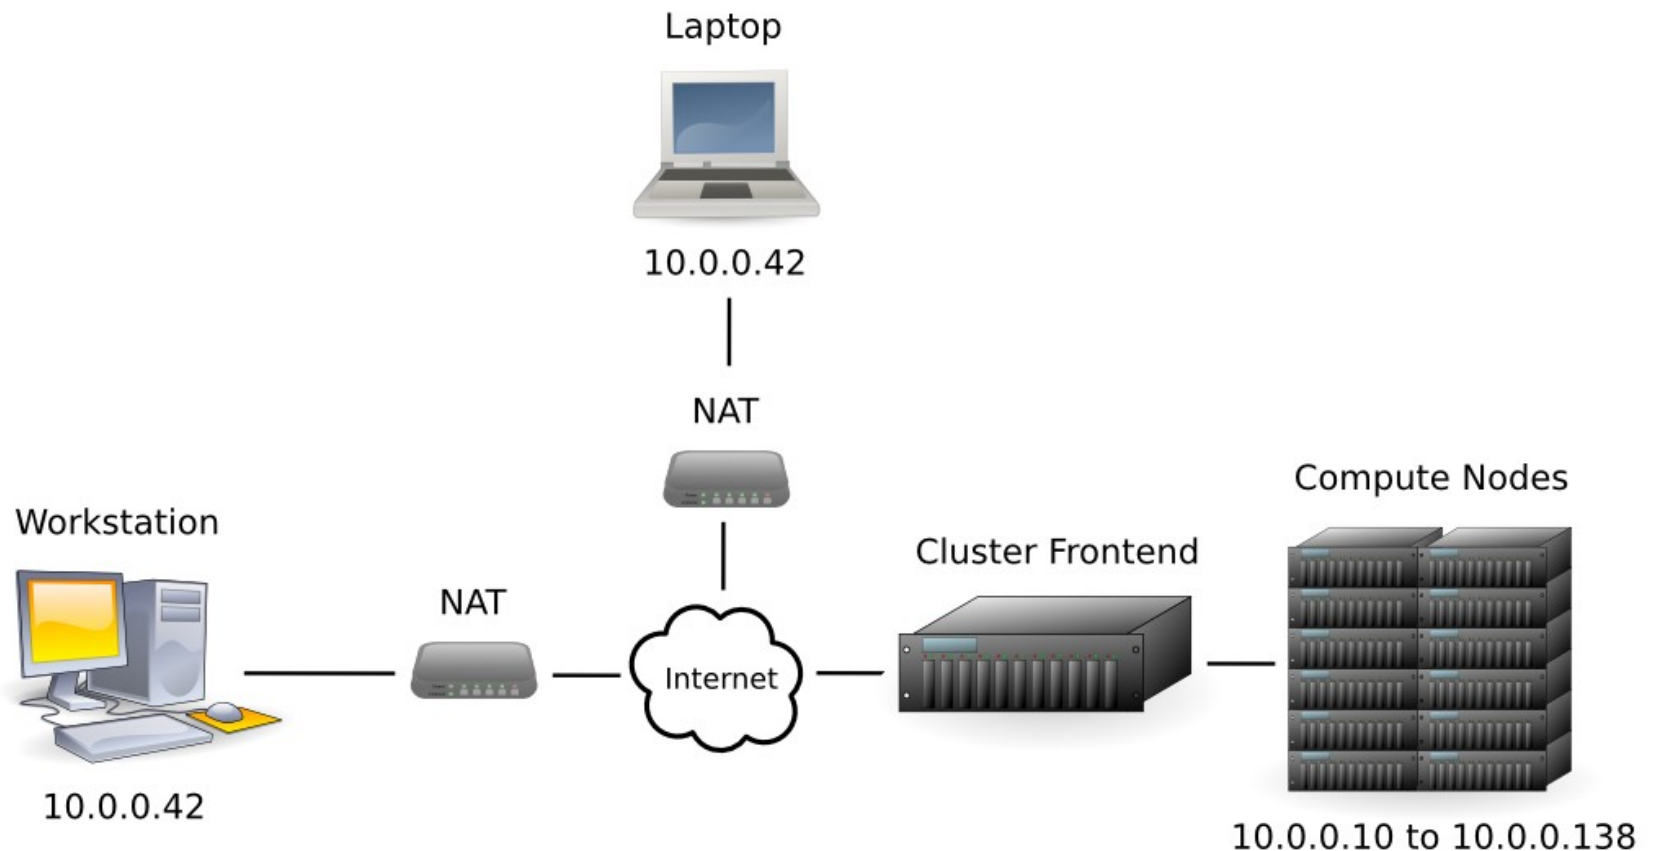 Laptop
10.0.0.42
NAT
Compute Nodes
Workstation
Cluster Frontend
NAT
Internet
10.0.0.42
10.0.0.10 to 10.0.0.138